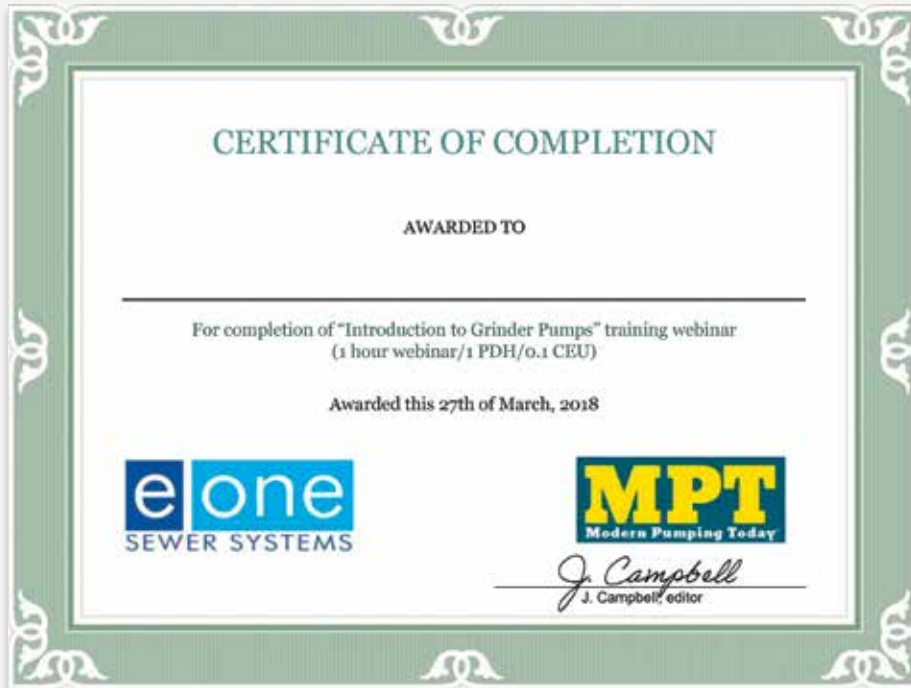 CERTIFICATE OF COMPLETION
AWARDED TO
For completion of “Introduction to Grinder Pumps” training webinar
(1 hour webinar/1 PDH/0.1 CEU)
Awarded this 27th of March, 2018
e one
SEWER SYSTEMS
MPT
Modern Pumping Today
J. Campbell
J. Campbell, editor